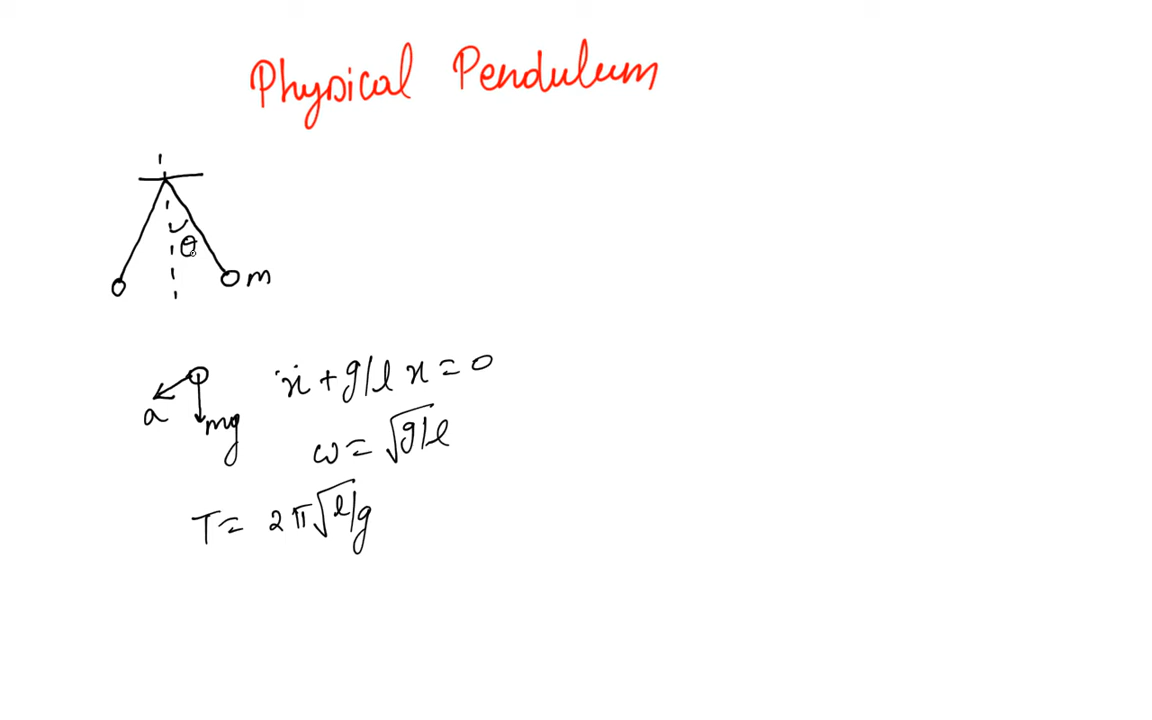 Physical Pendulum
θ
m
a
mg
ẍ + g/l x = 0
ω = √g/l
T = 2π√l/g